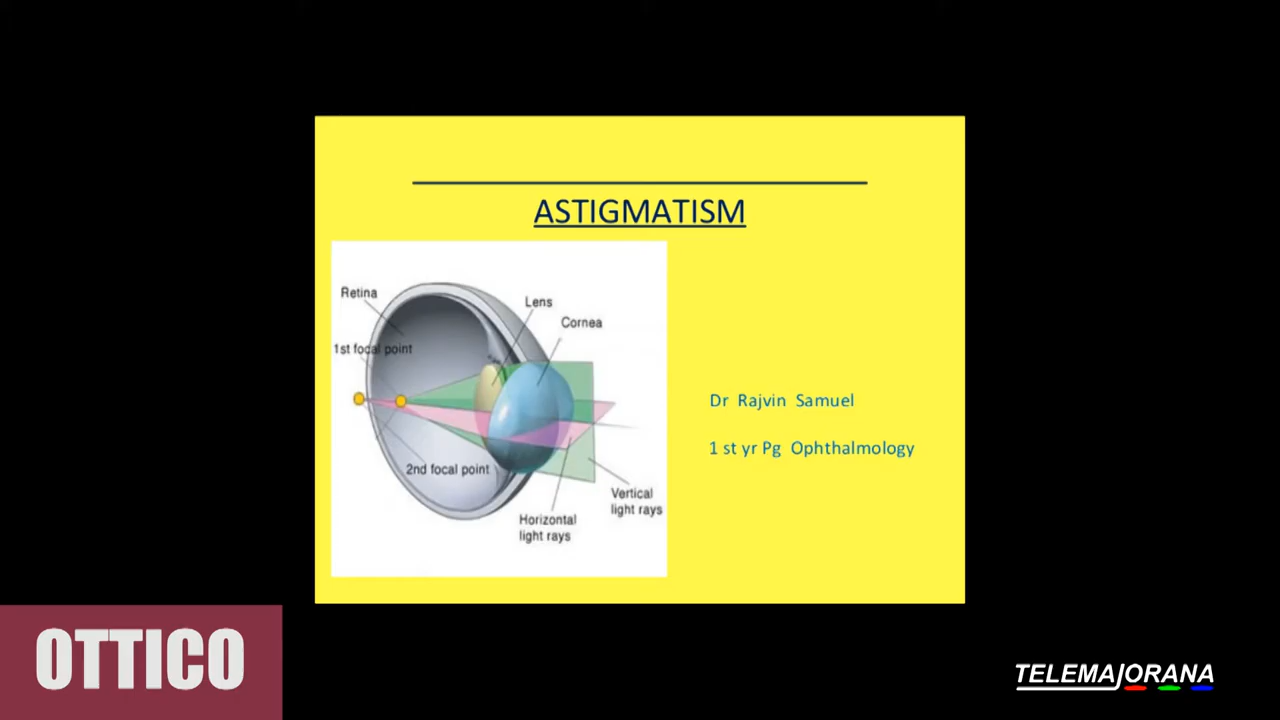 ASTIGMATISM
Retina
Lens
Cornea
1st focal point
2nd focal point
Vertical
light rays
Horizontal
light rays
Dr Rajvin Samuel
1 st yr Pg Ophthalmology
OTTICO
TELEMAJORANA